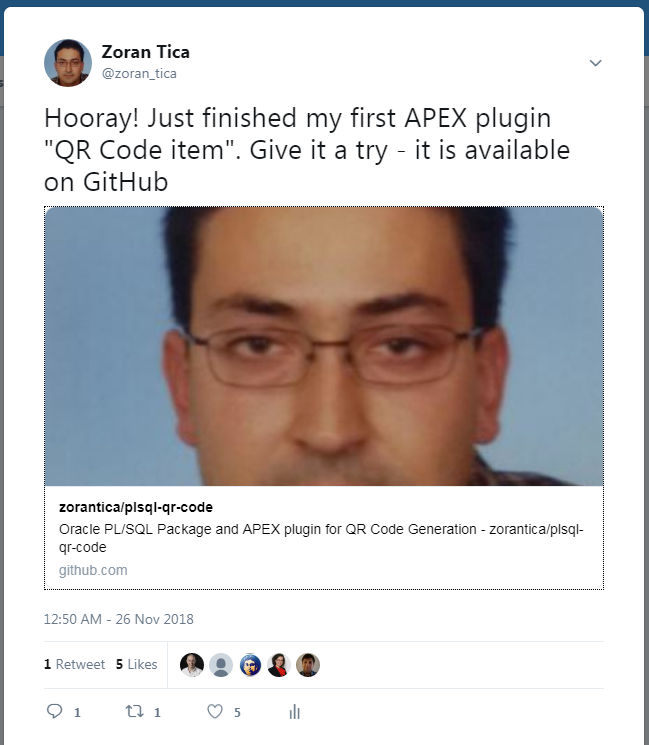 Zoran Tica
@zoran_tica
Hooray! Just finished my first APEX plugin
"QR Code item". Give it a try - it is available
on GitHub
zorantica/plsql-qr-code
Oracle PL/SQL Package and APEX plugin for QR Code Generation - zorantica/plsql-
qr-code
github.com
12:50 AM - 26 Nov 2018
1 Retweet 5 Likes
1 1 5